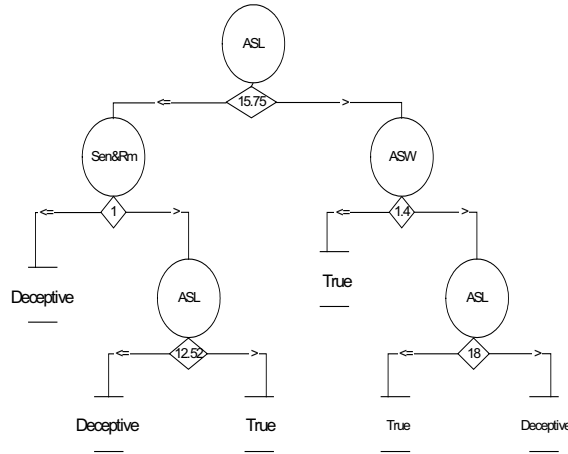 ASL
<= 15.75 >
Sen&Rm ASW
<= 1 > <= 1.4 >
Deceptive ASL True ASL
<= 12.52 > <= 18 >
Deceptive True True Deceptive